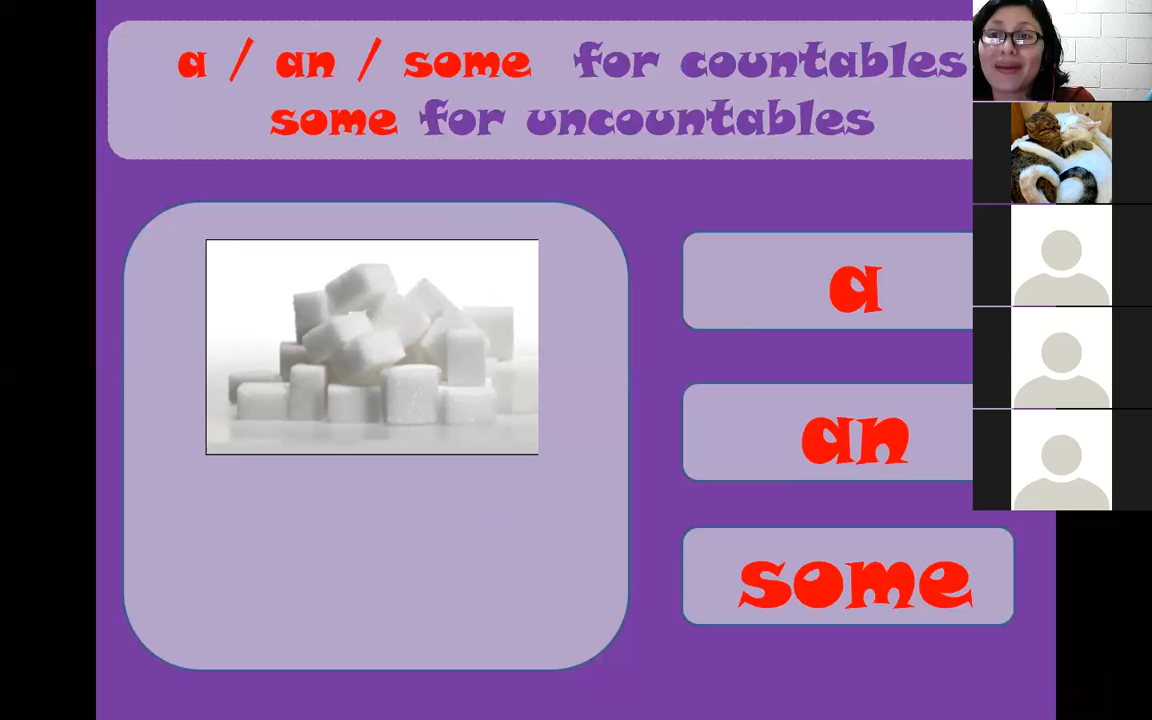 a / an / some for countables
some for uncountables
a
an
some